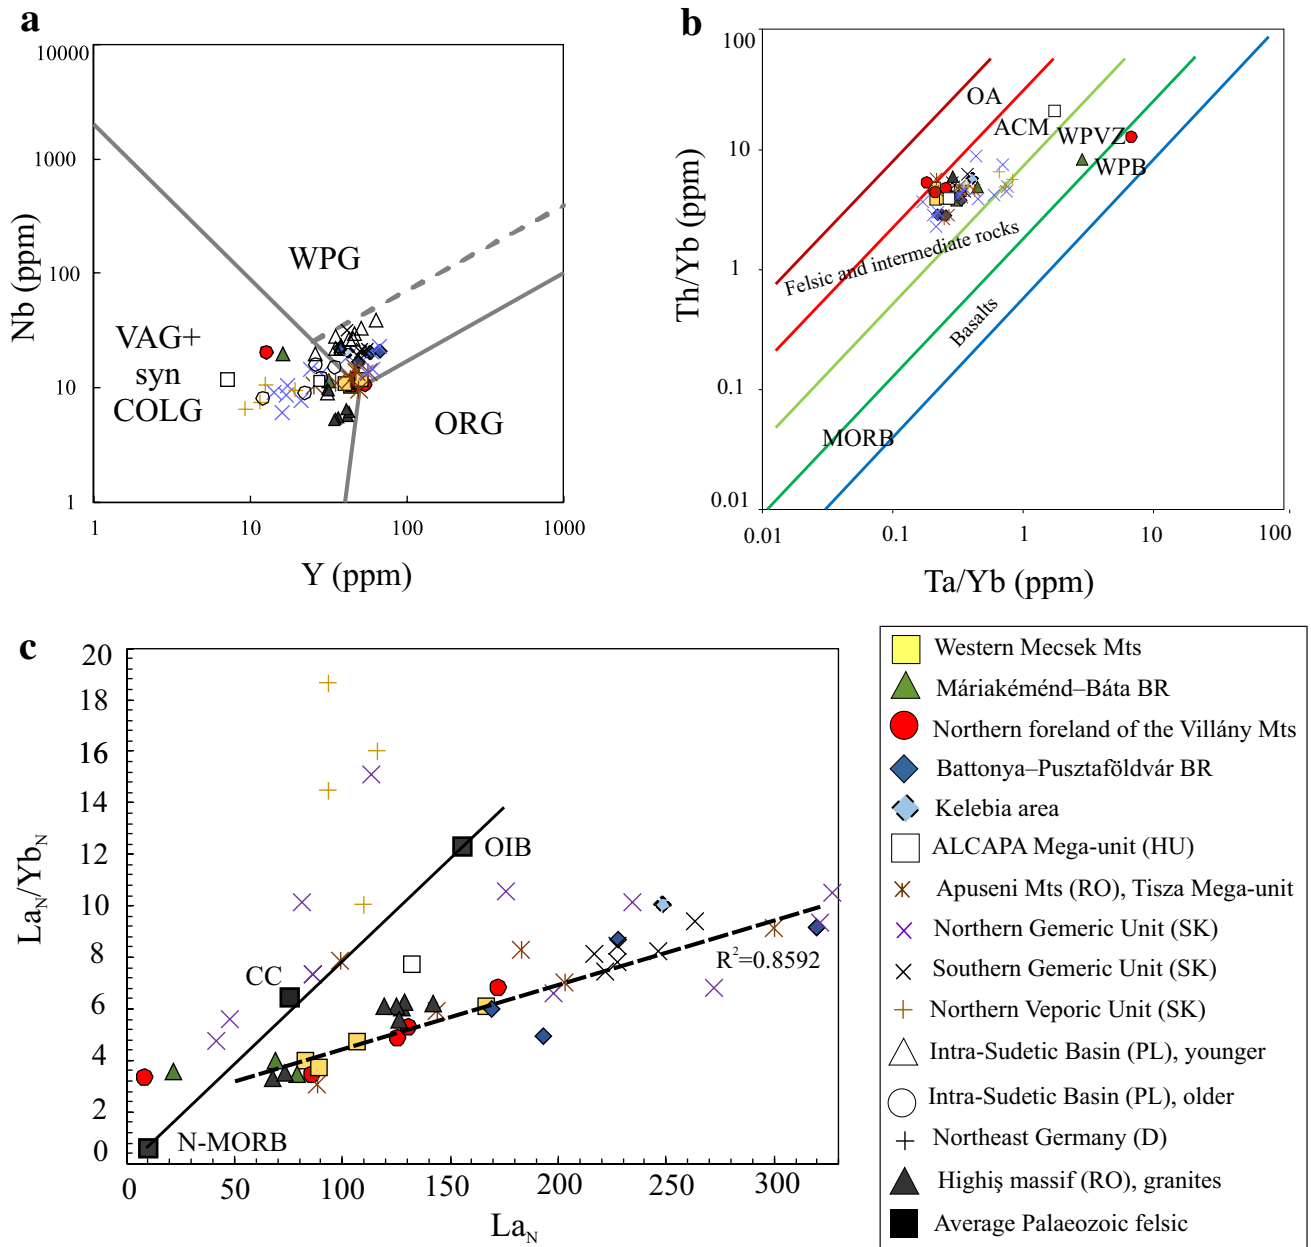 a
10000
1000
100
10
1
Nb (ppm)
WPG
VAG+
syn
COLG
ORG
1
10
100
1000
Y (ppm)
b
100
10
1
0.1
0.01
Th/Yb (ppm)
OA
ACM
WPVZ
WPB
Felsic and intermediate rocks
Basalts
MORB
0.01
0.1
1
10
100
Ta/Yb (ppm)
c
20
18
16
14
12
10
8
6
4
2
0
La_N/Yb_N
OIB
CC
N-MORB
R²=0.8592
0
50
100
150
200
250
300
La_N
Western Mecsek Mts
Máriakéménd–Báta BR
Northern foreland of the Villány Mts
Battonya–Pusztaföldvár BR
Kelebia area
ALCAPA Mega-unit (HU)
Apuseni Mts (RO), Tisza Mega-unit
Northern Gemeric Unit (SK)
Southern Gemeric Unit (SK)
Northern Veporic Unit (SK)
Intra-Sudetic Basin (PL), younger
Intra-Sudetic Basin (PL), older
Northeast Germany (D)
Highiş massif (RO), granites
Average Palaeozoic felsic